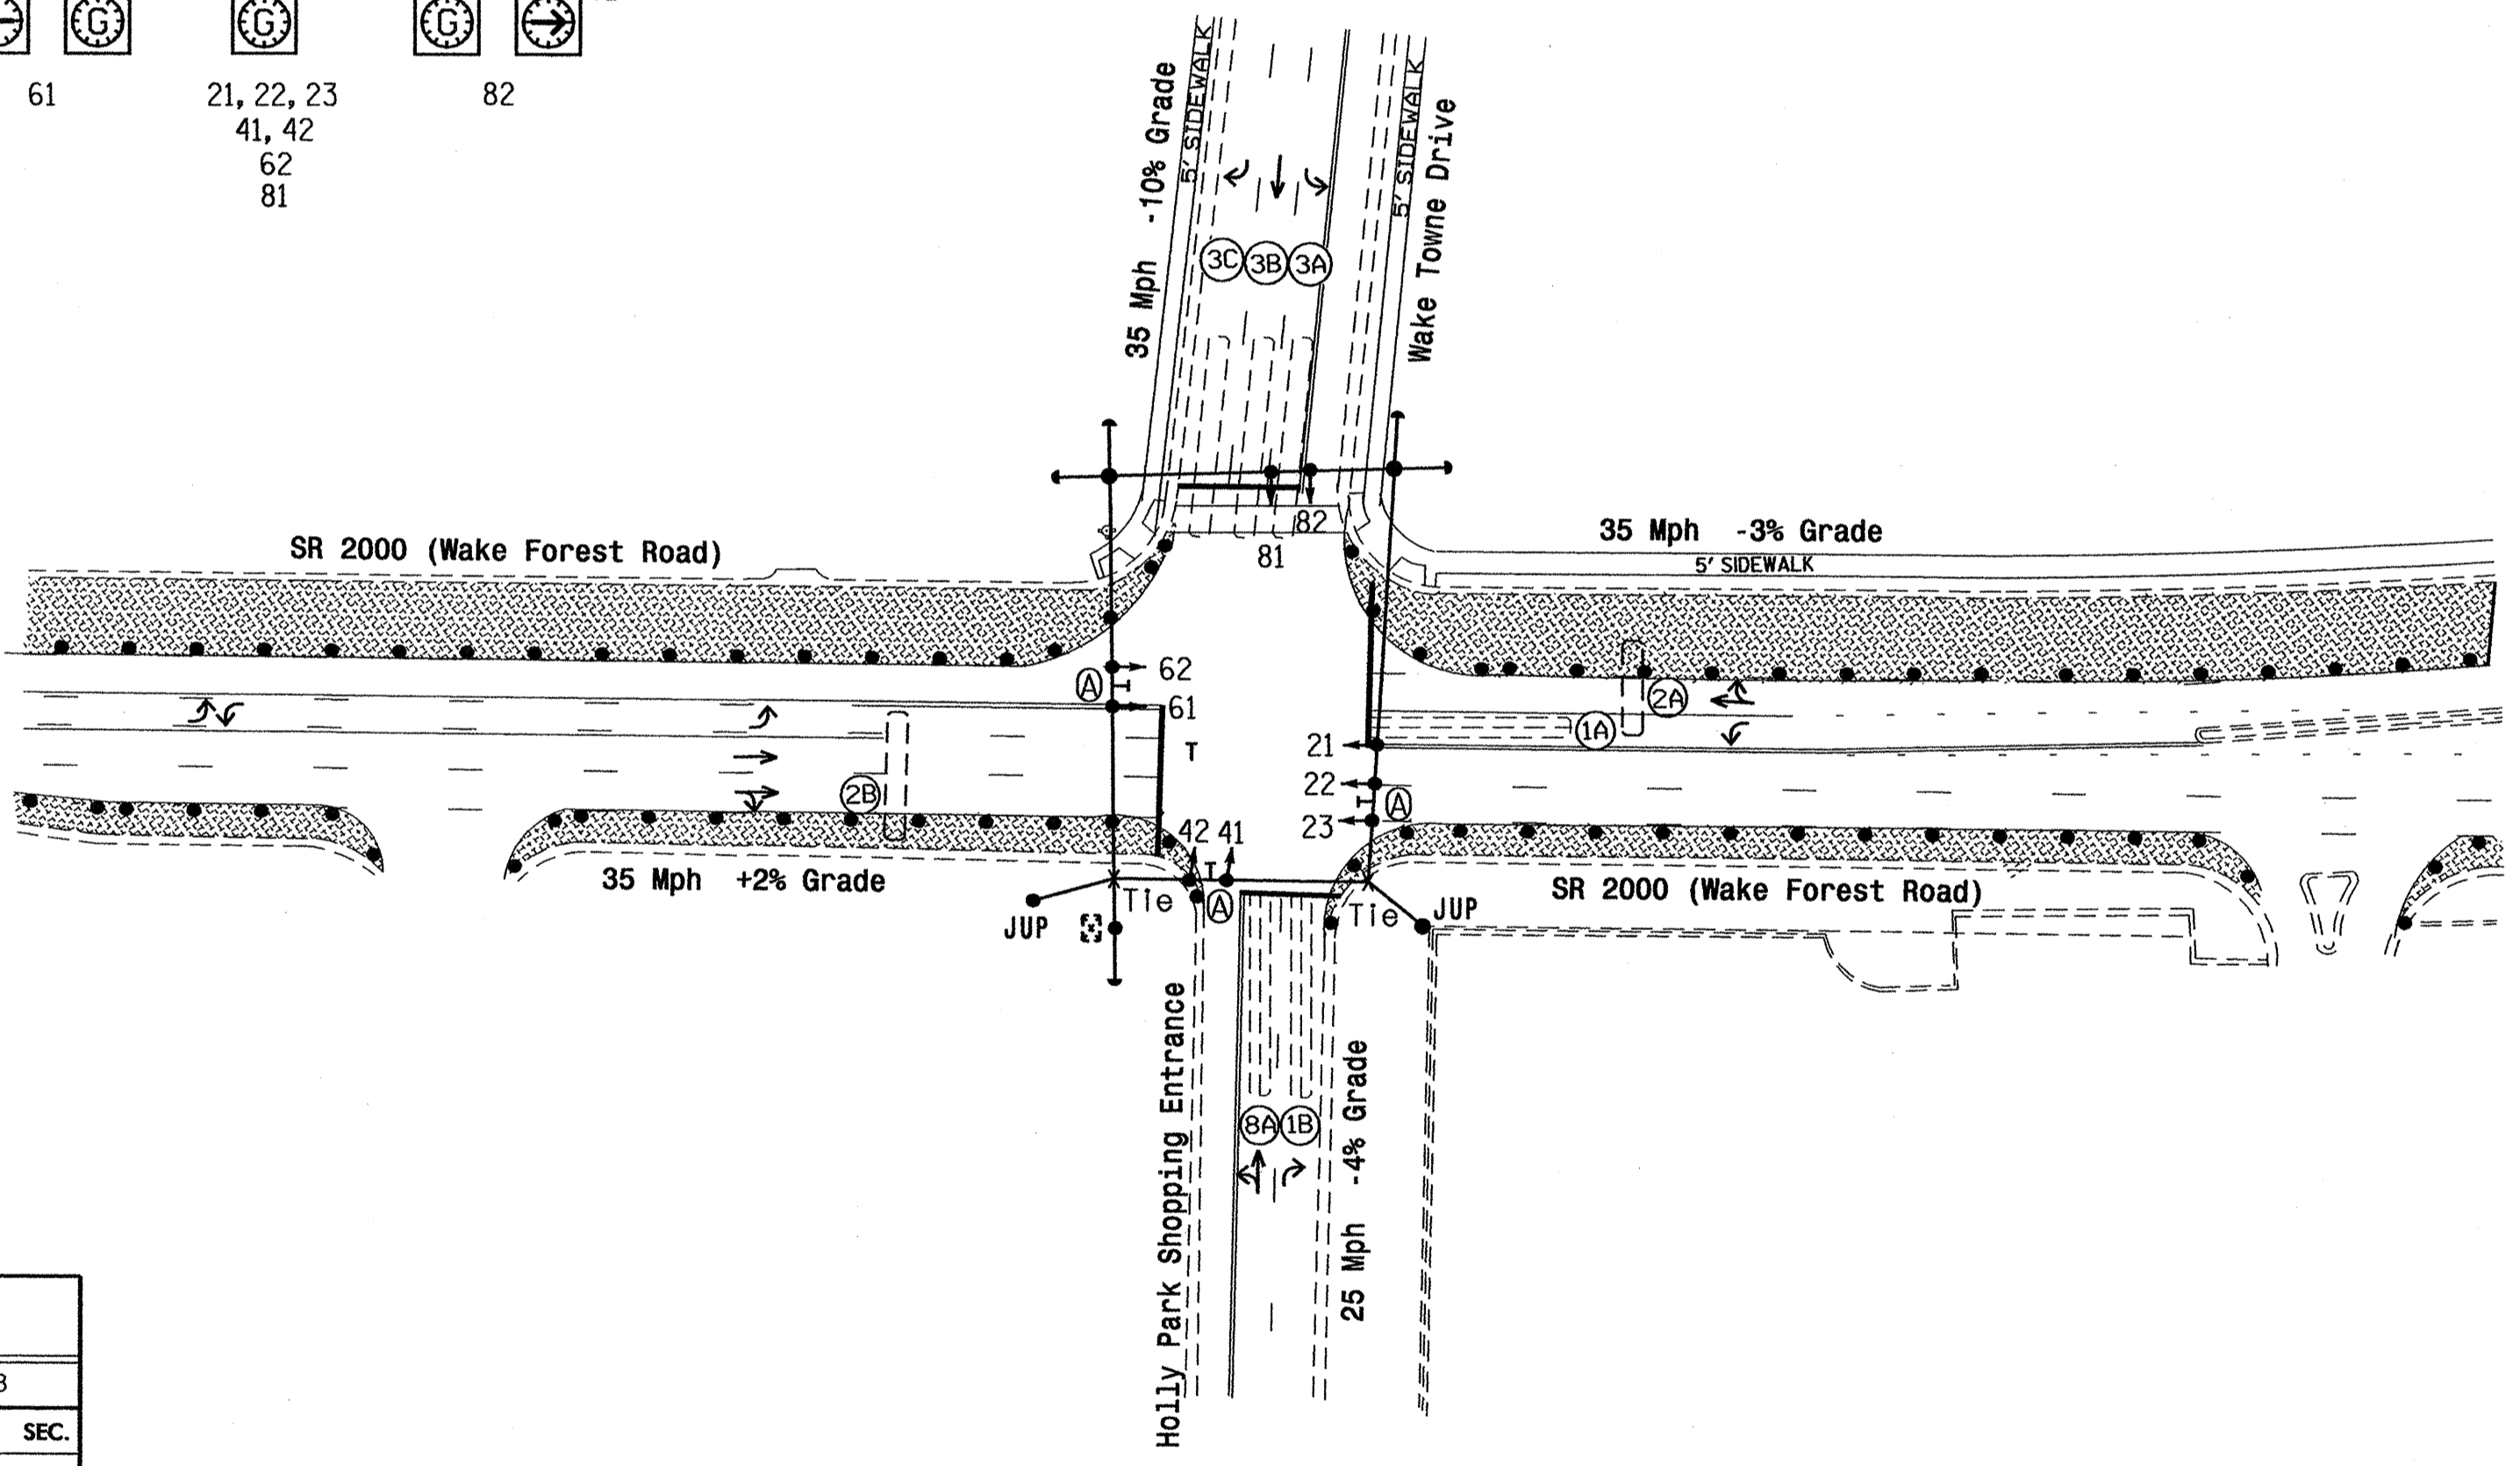 G
G
G
61
21, 22, 23
82
41, 42
62
81
35 Mph -10% Grade
5' SIDEWALK
5' SIDEWALK
Wake Towne Drive
3C
3B
3A
82
81
SR 2000 (Wake Forest Road)
35 Mph -3% Grade
5' SIDEWALK
62
A
61
T
2A
1A
21
22
A
23
2B
42
41
35 Mph +2% Grade
SR 2000 (Wake Forest Road)
Tie
A
Tie
JUP
JUP
Holly Park Shopping Entrance
25 Mph -4% Grade
8A
1B
SEC.